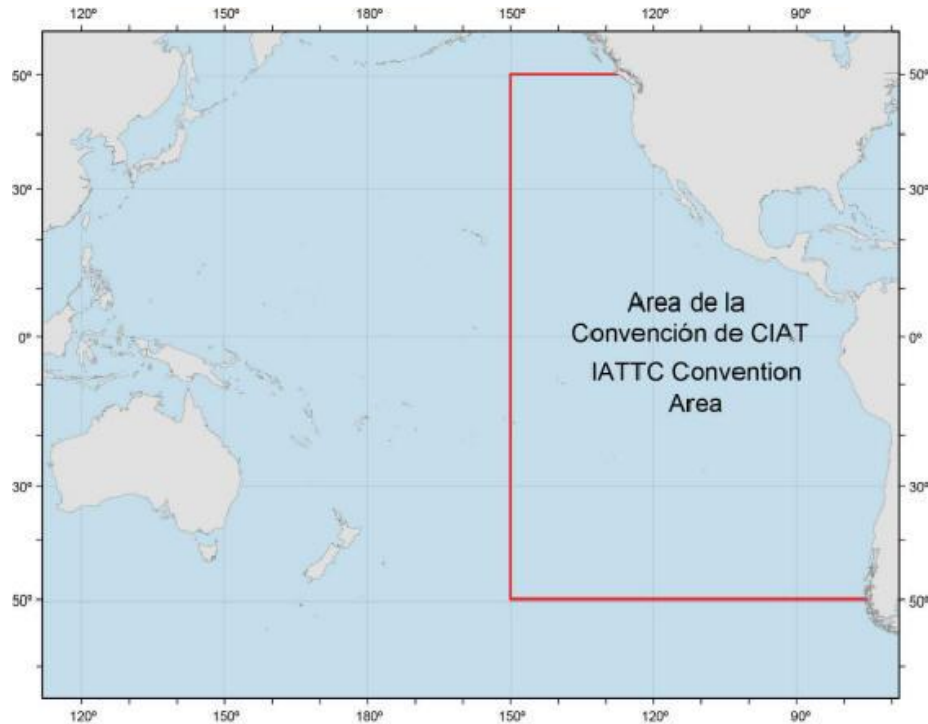 120º 150º 180º 150º 120º 90º
50º 50º
30º 30º
Area de la
Convención de CIAT
0º 0º
IATTC Convention
Area
30º 30º
50º 50º
120º 150º 180º 150º 120º 90º